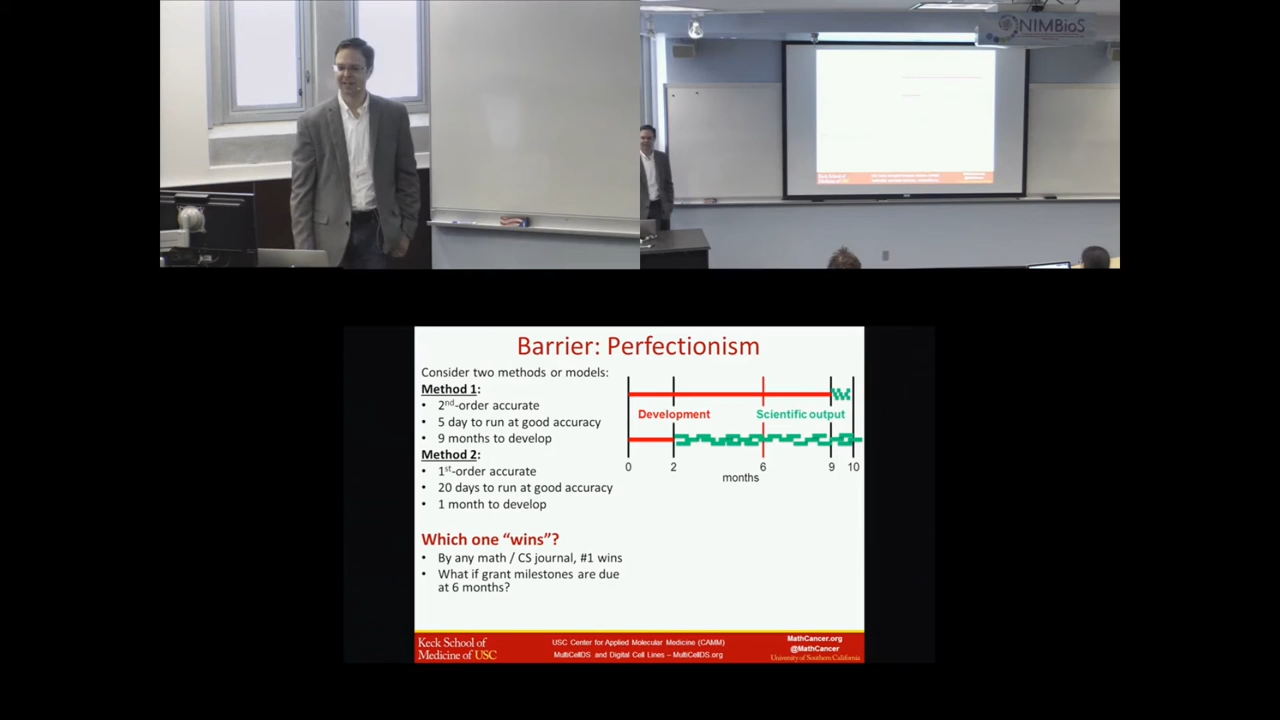 NIMBioS
Barrier: Perfectionism
Consider two methods or models:
Method 1:
• 2nd-order accurate
• 5 day to run at good accuracy
• 9 months to develop
Method 2:
• 1st-order accurate
• 20 days to run at good accuracy
• 1 month to develop
Which one “wins”?
• By any math / CS journal, #1 wins
• What if grant milestones are due
at 6 months?
Development
Scientific output
0 2 6 9 10
months
Keck School of
Medicine of USC
USC Center for Applied Molecular Medicine (CAMM)
MultiCellDS and Digital Cell Lines – MultiCellDS.org
MathCancer.org
@MathCancer
University of Southern California